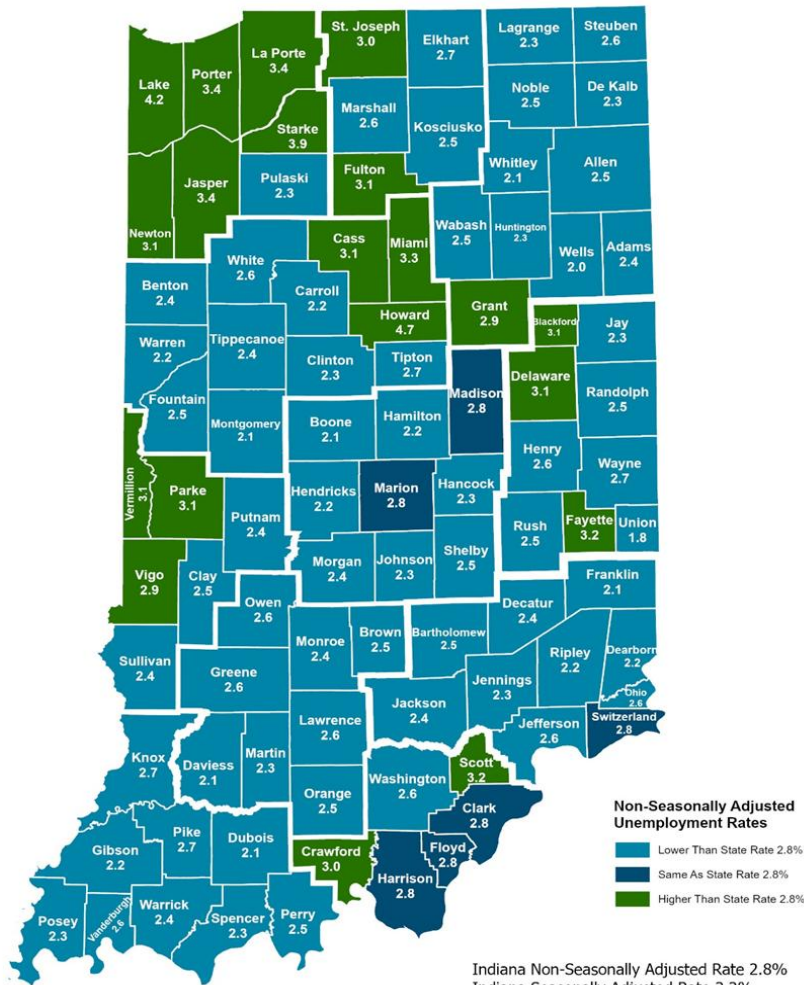 St. Joseph
3.0
Elkhart
2.7
Lagrange
2.3
Steuben
2.6
La Porte
3.4
Porter
3.4
Lake
4.2
Noble
2.5
De Kalb
2.3
Marshall
2.6
Kosciusko
2.5
Starke
3.9
Whitley
2.1
Allen
2.5
Pulaski
2.3
Fulton
3.1
Jasper
3.4
Newton
3.1
Wabash
2.5
Huntington
2.3
Wells
2.0
Adams
2.4
White
2.6
Cass
3.1
Miami
3.3
Benton
2.4
Carroll
2.2
Howard
4.7
Grant
2.9
Blackford
3.1
Jay
2.3
Warren
2.2
Tippecanoe
2.4
Clinton
2.3
Tipton
2.7
Madison
2.8
Delaware
3.1
Randolph
2.5
Fountain
2.5
Montgomery
2.1
Boone
2.1
Hamilton
2.2
Henry
2.6
Wayne
2.7
Vermillion
3.1
Parke
3.1
Putnam
2.4
Hendricks
2.2
Marion
2.8
Hancock
2.3
Rush
2.5
Fayette
3.2
Union
1.8
Vigo
2.9
Clay
2.5
Morgan
2.4
Johnson
2.3
Shelby
2.5
Franklin
2.1
Owen
2.6
Decatur
2.4
Sullivan
2.4
Greene
2.6
Monroe
2.4
Brown
2.5
Bartholomew
2.5
Ripley
2.2
Dearborn
2.2
Jennings
2.3
Ohio
2.6
Jackson
2.4
Switzerland
2.8
Jefferson
2.6
Lawrence
2.6
Knox
2.7
Daviess
2.1
Martin
2.3
Scott
3.2
Washington
2.6
Orange
2.5
Clark
2.8
Gibson
2.2
Pike
2.7
Dubois
2.1
Crawford
3.0
Floyd
2.8
Harrison
2.8
Posey
2.3
Vanderburgh
2.6
Warrick
2.4
Spencer
2.3
Perry
2.5
Non-Seasonally Adjusted
Unemployment Rates
Lower Than State Rate 2.8%
Same As State Rate 2.8%
Higher Than State Rate 2.8%
Indiana Non-Seasonally Adjusted Rate 2.8%
Indiana Seasonally Adjusted Rate